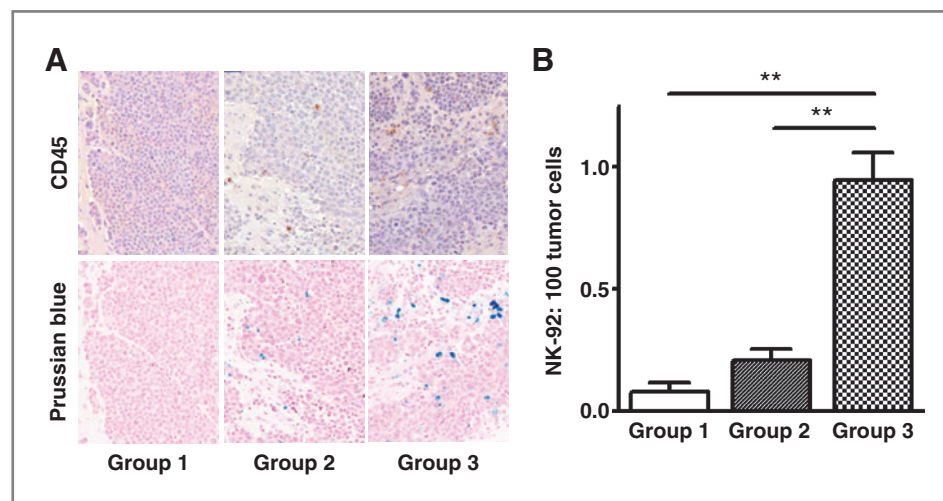 A
CD45
Prussian blue
Group 1
Group 2
Group 3
B
**
**
NK-92: 100 tumor cells
1.0
0.5
0.0
Group 1
Group 2
Group 3